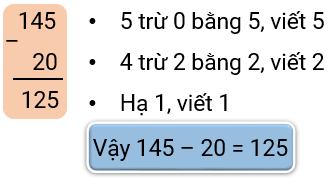 145
–
20
125
• 5 trừ 0 bằng 5, viết 5
• 4 trừ 2 bằng 2, viết 2
• Hạ 1, viết 1
Vậy 145 – 20 = 125